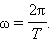 ω = 2π/T.